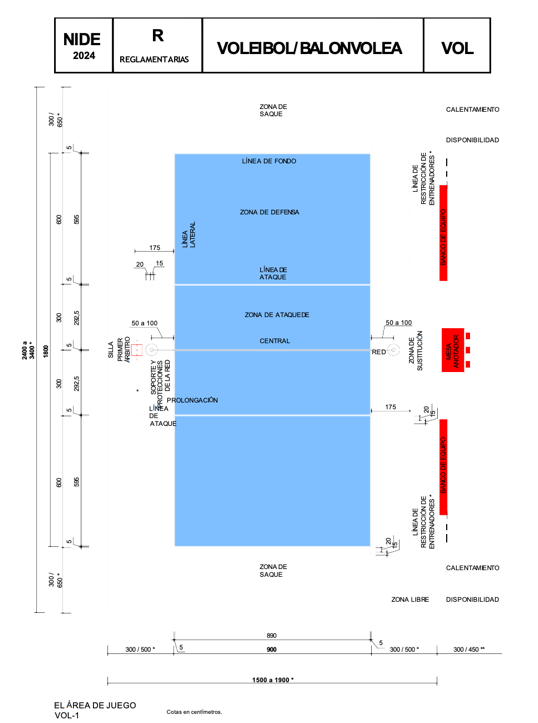 NIDE
2024
R
REGLAMENTARIAS
VOLEIBOL/BALONVOLEA
VOL
ZONA DE
SAQUE
CALENTAMIENTO
DISPONIBILIDAD
300 /
650 *
5
LÍNEA DE FONDO
LÍNEA DE
RESTRICCIÓN DE
ENTRENADORES *
ZONA DE DEFENSA
600
595
LÍNEA
LATERAL
BANCO DE EQUIPO
175
20
15
LÍNEA DE
ATAQUE
5
50 a 100
ZONA DE ATAQUEDE
50 a 100
300
292,5
CENTRAL
RED
SILLA
PRIMER
ÁRBITRO
*
ZONA DE
SUSTITUCIÓN
MESA
ANOTADOR
2400 a
3400 *
1800
5
SOPORTE Y
PROTECCIONES
DE LA RED
300
292,5
PROLONGACIÓN
LÍNEA
DE
ATAQUE
175
20
15
5
BANCO DE EQUIPO
600
595
LÍNEA DE
RESTRICCIÓN DE
ENTRENADORES *
20
15
5
ZONA DE
SAQUE
CALENTAMIENTO
300 /
650 *
ZONA LIBRE
DISPONIBILIDAD
890
300 / 500 *
5
900
5
300 / 500 *
300 / 450 **
1500 a 1900 *
EL ÁREA DE JUEGO
VOL-1
Cotas en centímetros.